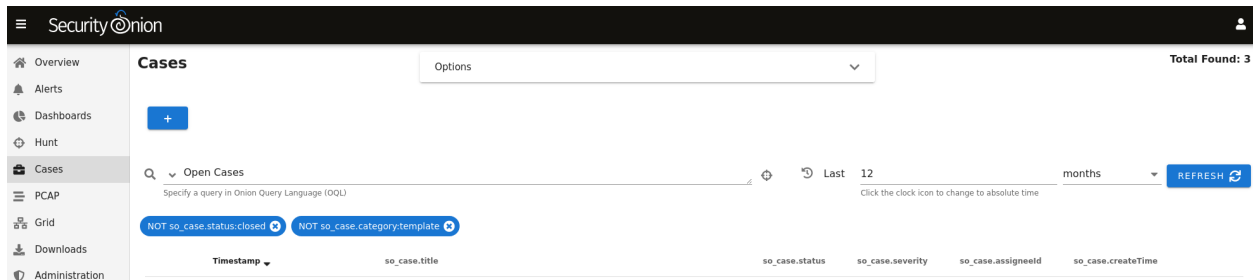 Security Onion
Overview
Alerts
Dashboards
Hunt
Cases
PCAP
Grid
Downloads
Administration
Cases
Options
Total Found: 3
+
Open Cases
Specify a query in Onion Query Language (OQL)
Last
12
Click the clock icon to change to absolute time
months
REFRESH
NOT so_case.status:closed
NOT so_case.category:template
Timestamp
so_case.title
so_case.status
so_case.severity
so_case.assigneeId
so_case.createTime